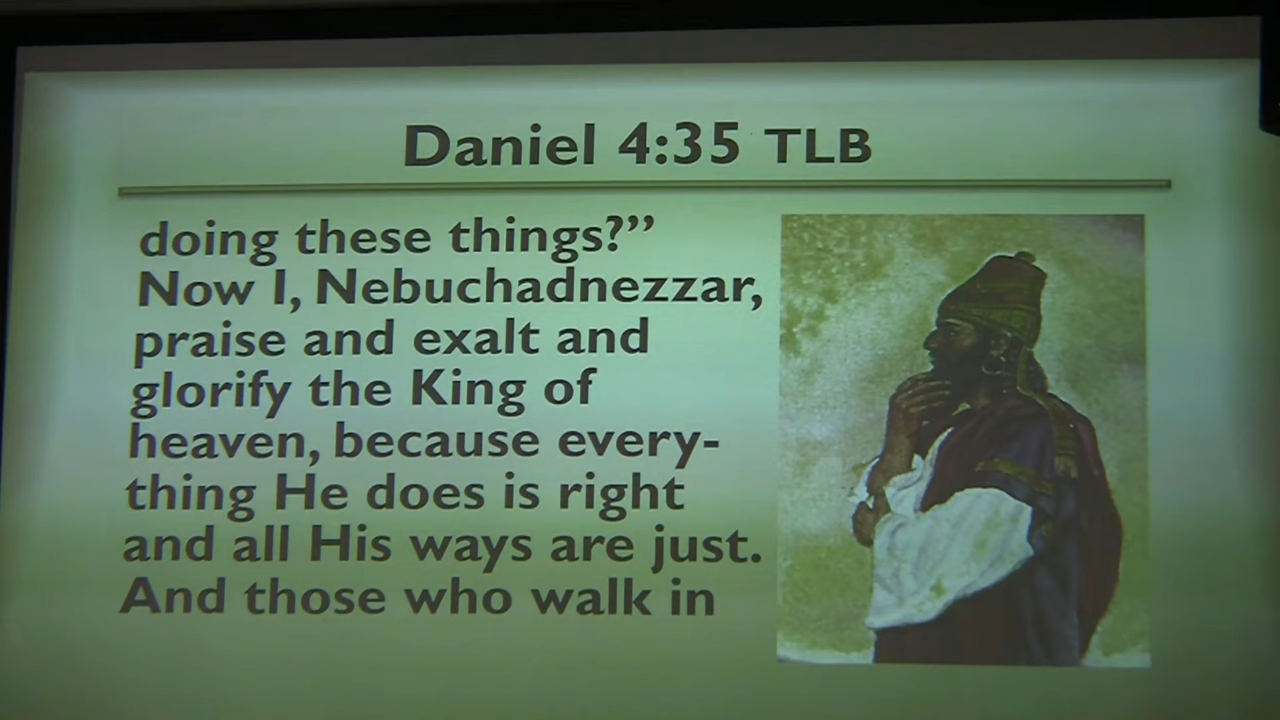 Daniel 4:35 TLB
doing these things?”
Now I, Nebuchadnezzar,
praise and exalt and
glorify the King of
heaven, because every-
thing He does is right
and all His ways are just.
And those who walk in